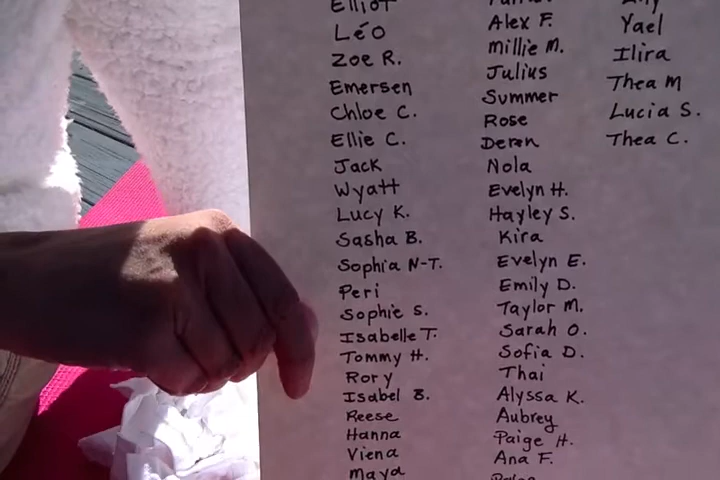 Elliot
Léo
Zoe R.
Emersen
Chloe C.
Ellie C.
Jack
Wyatt
Lucy K.
Sasha B.
Sophia N-T.
Peri
Sophie S.
Isabelle T.
Tommy H.
Rory
Isabel B.
Reese
Hanna
Viena
Maya
Alex F.
Millie M.
Julius
Summer
Rose
Deren
Nola
Evelyn H.
Hayley S.
Kira
Evelyn E.
Emily D.
Taylor M.
Sarah O.
Sofia D.
Thai
Alyssa K.
Aubrey
Paige H.
Ana F.
Yael
Ilira
Thea M
Lucia S.
Thea C.